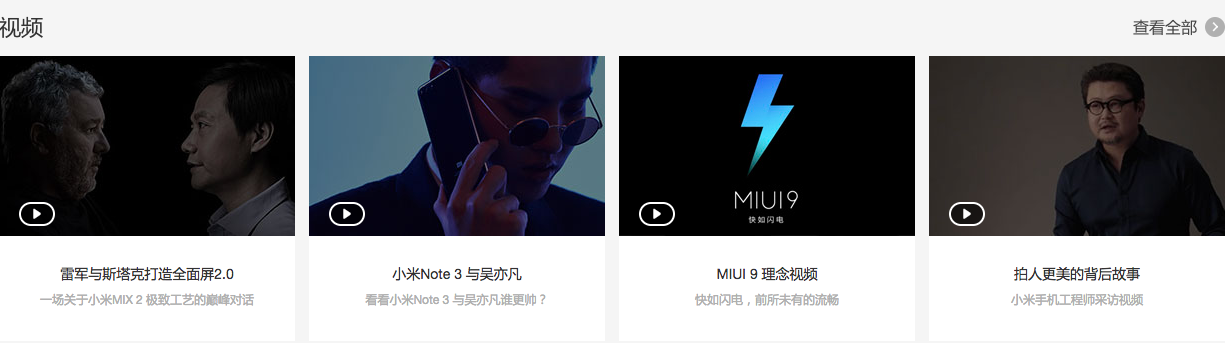 视频
查看全部
MIUI9
快如闪电
雷军与斯塔克打造全面屏2.0
一场关于小米MIX 2 极致工艺的巅峰对话
小米Note 3 与吴亦凡
看看小米Note 3 与吴亦凡谁更帅？
MIUI 9 理念视频
快如闪电，前所未有的流畅
拍人更美的背后故事
小米手机工程师采访视频